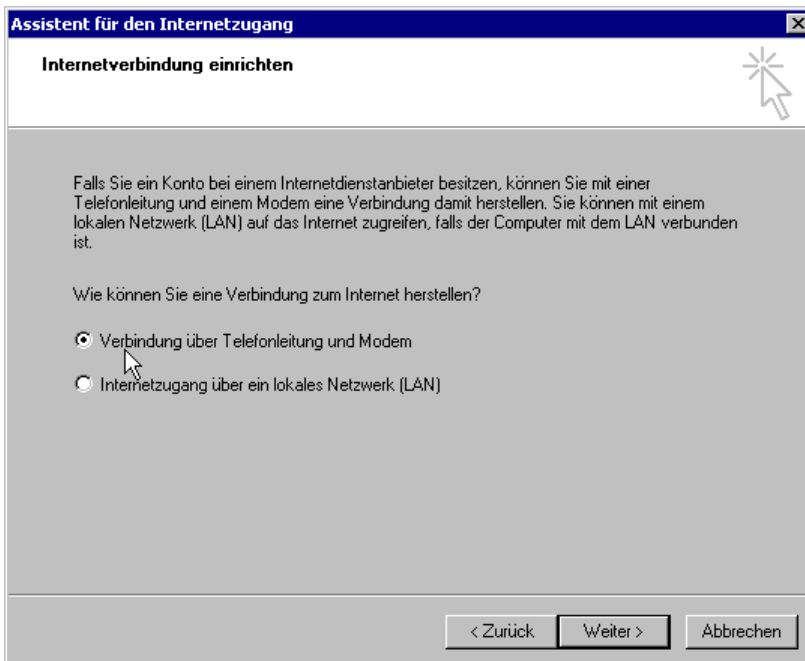 Assistent für den Internetzugang
Internetverbindung einrichten
Falls Sie ein Konto bei einem Internetdienstanbieter besitzen, können Sie mit einer
Telefonleitung und einem Modem eine Verbindung damit herstellen. Sie können mit einem
lokalen Netzwerk (LAN) auf das Internet zugreifen, falls der Computer mit dem LAN verbunden
ist.
Wie können Sie eine Verbindung zum Internet herstellen?
Verbindung über Telefonleitung und Modem
Internetzugang über ein lokales Netzwerk (LAN)
< Zurück Weiter > Abbrechen